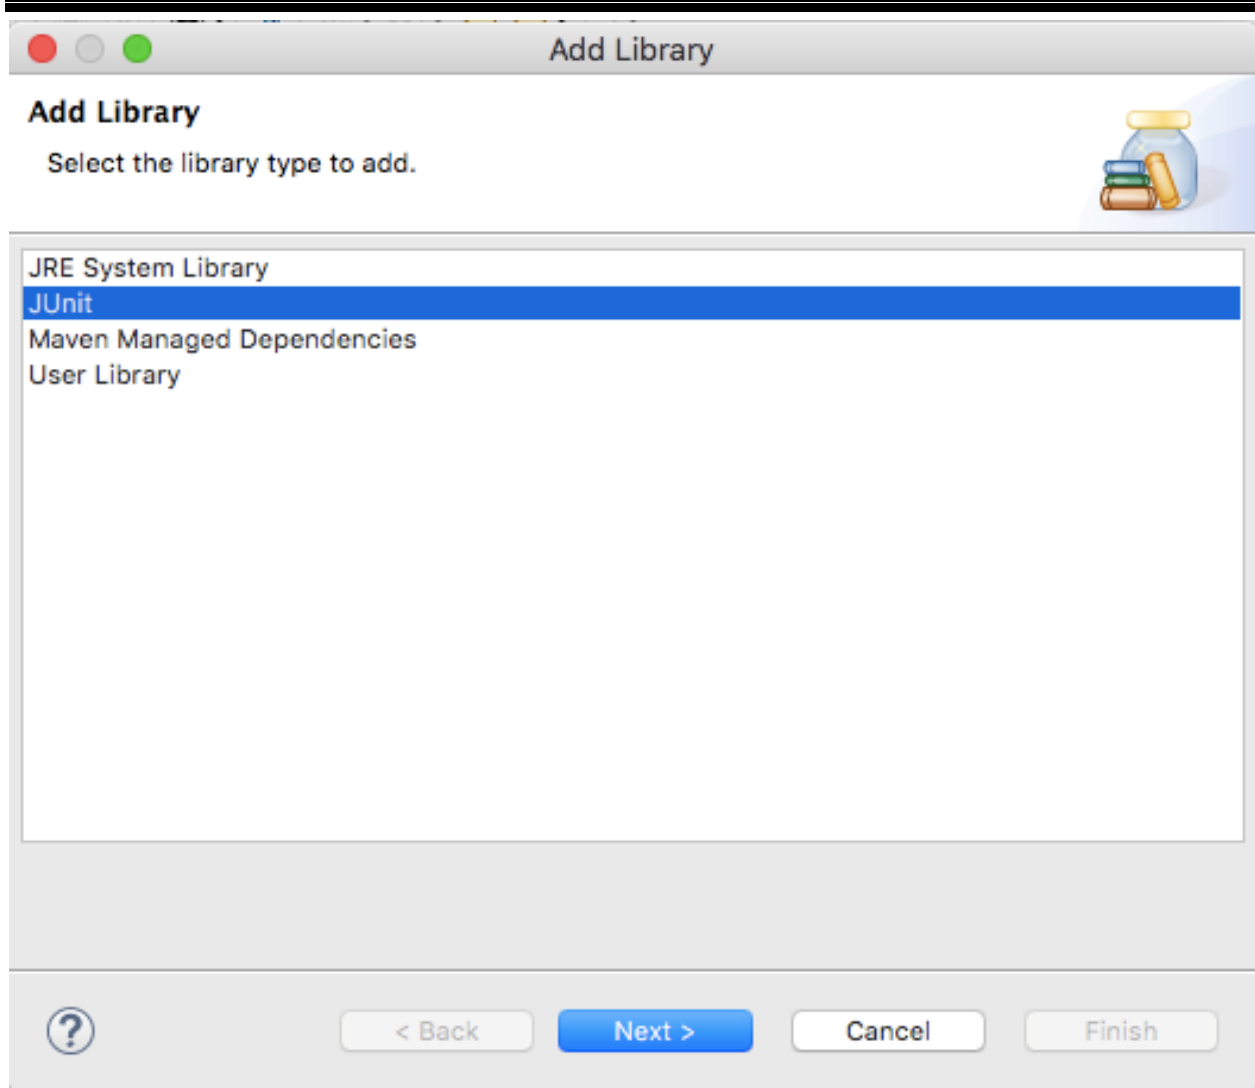 Add Library
Add Library
Select the library type to add.
JRE System Library
JUnit
Maven Managed Dependencies
User Library
?
< Back
Next >
Cancel
Finish